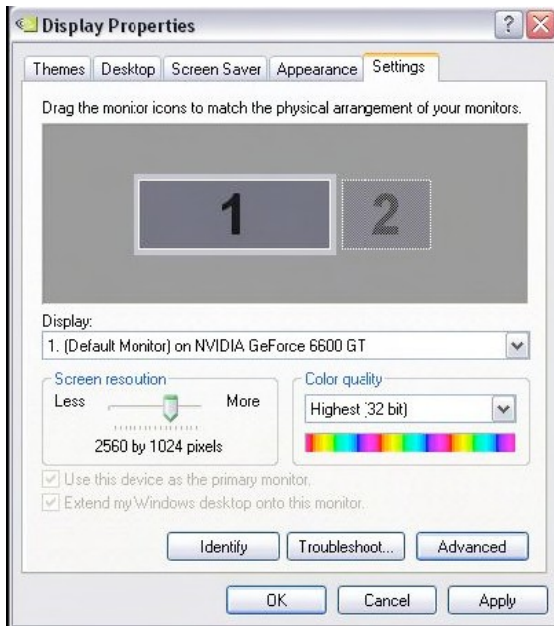 Display Properties
Themes Desktop Screen Saver Appearance Settings
Drag the monitor icons to match the physical arrangement of your monitors.
1 2
Display:
1. (Default Monitor) on NVIDIA GeForce 6600 GT
Screen resoution Color quality
Less More Highest (32 bit)
2560 by 1024 pixels
Use this device as the primary monitor.
Extend my Windows desktop onto this monitor.
Identify Troubleshoot... Advanced
OK Cancel Apply